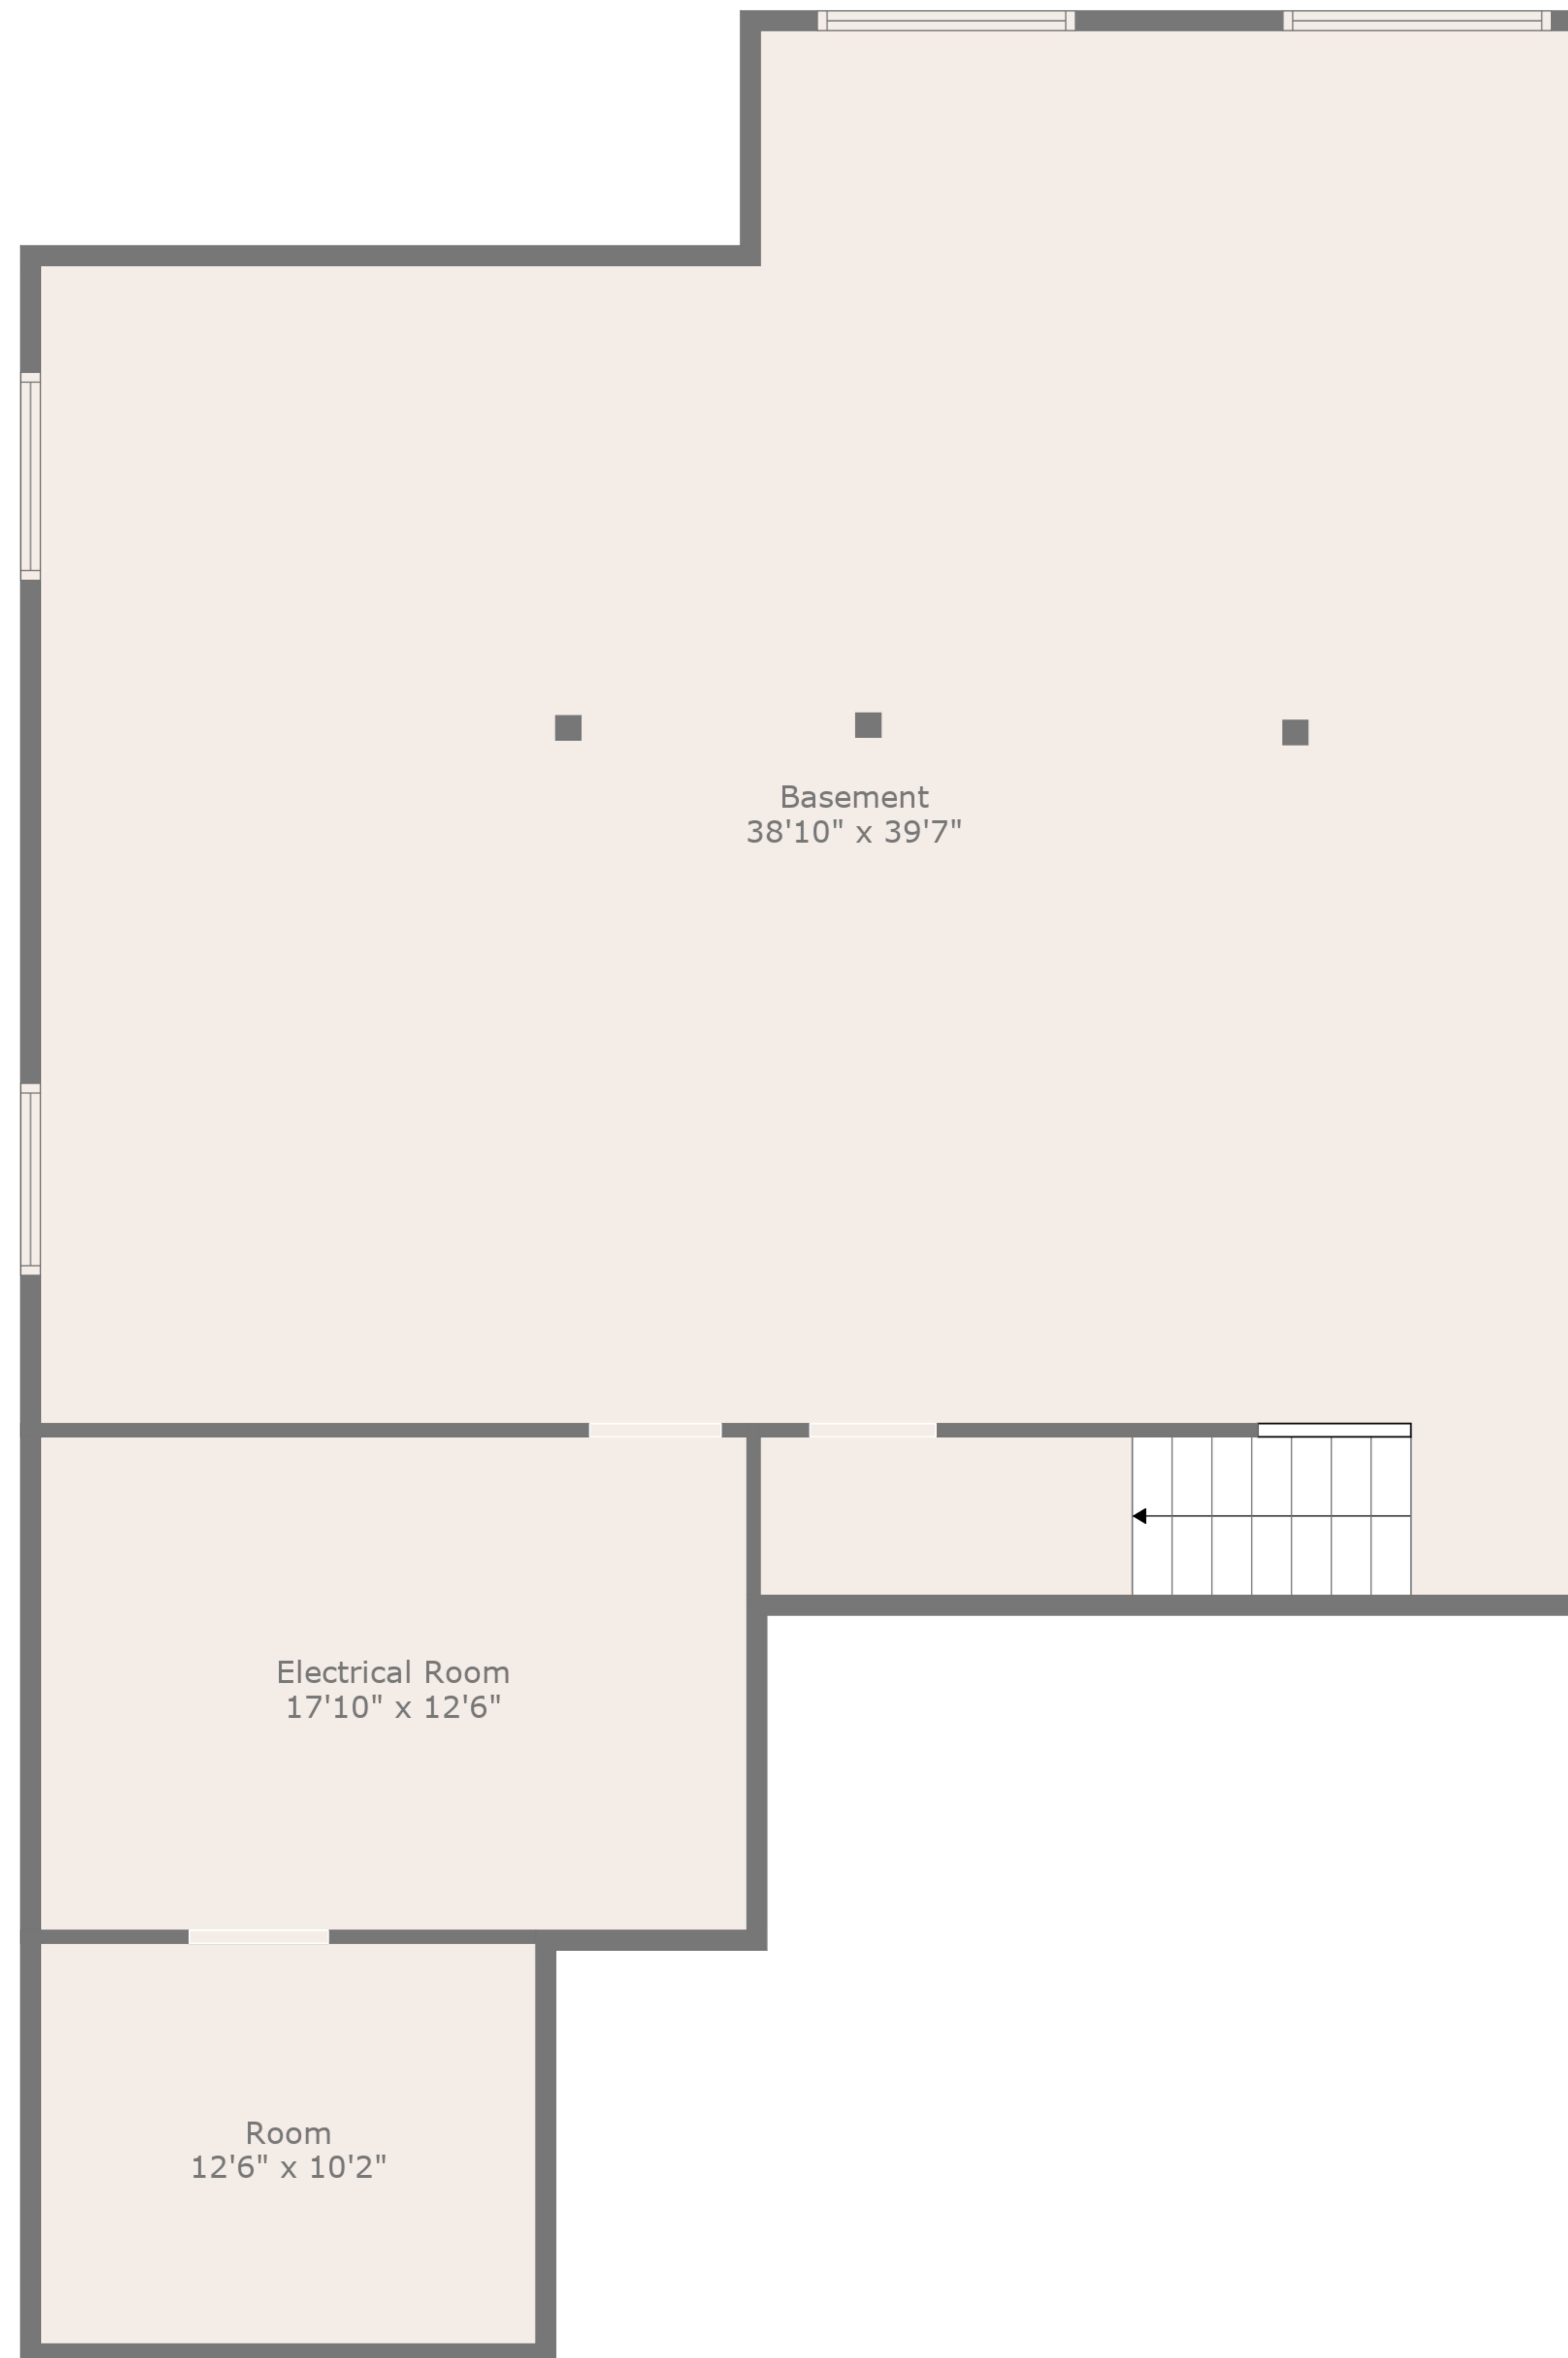 Basement
38'10" x 39'7"
Electrical Room
17'10" x 12'6"
Room
12'6" x 10'2"